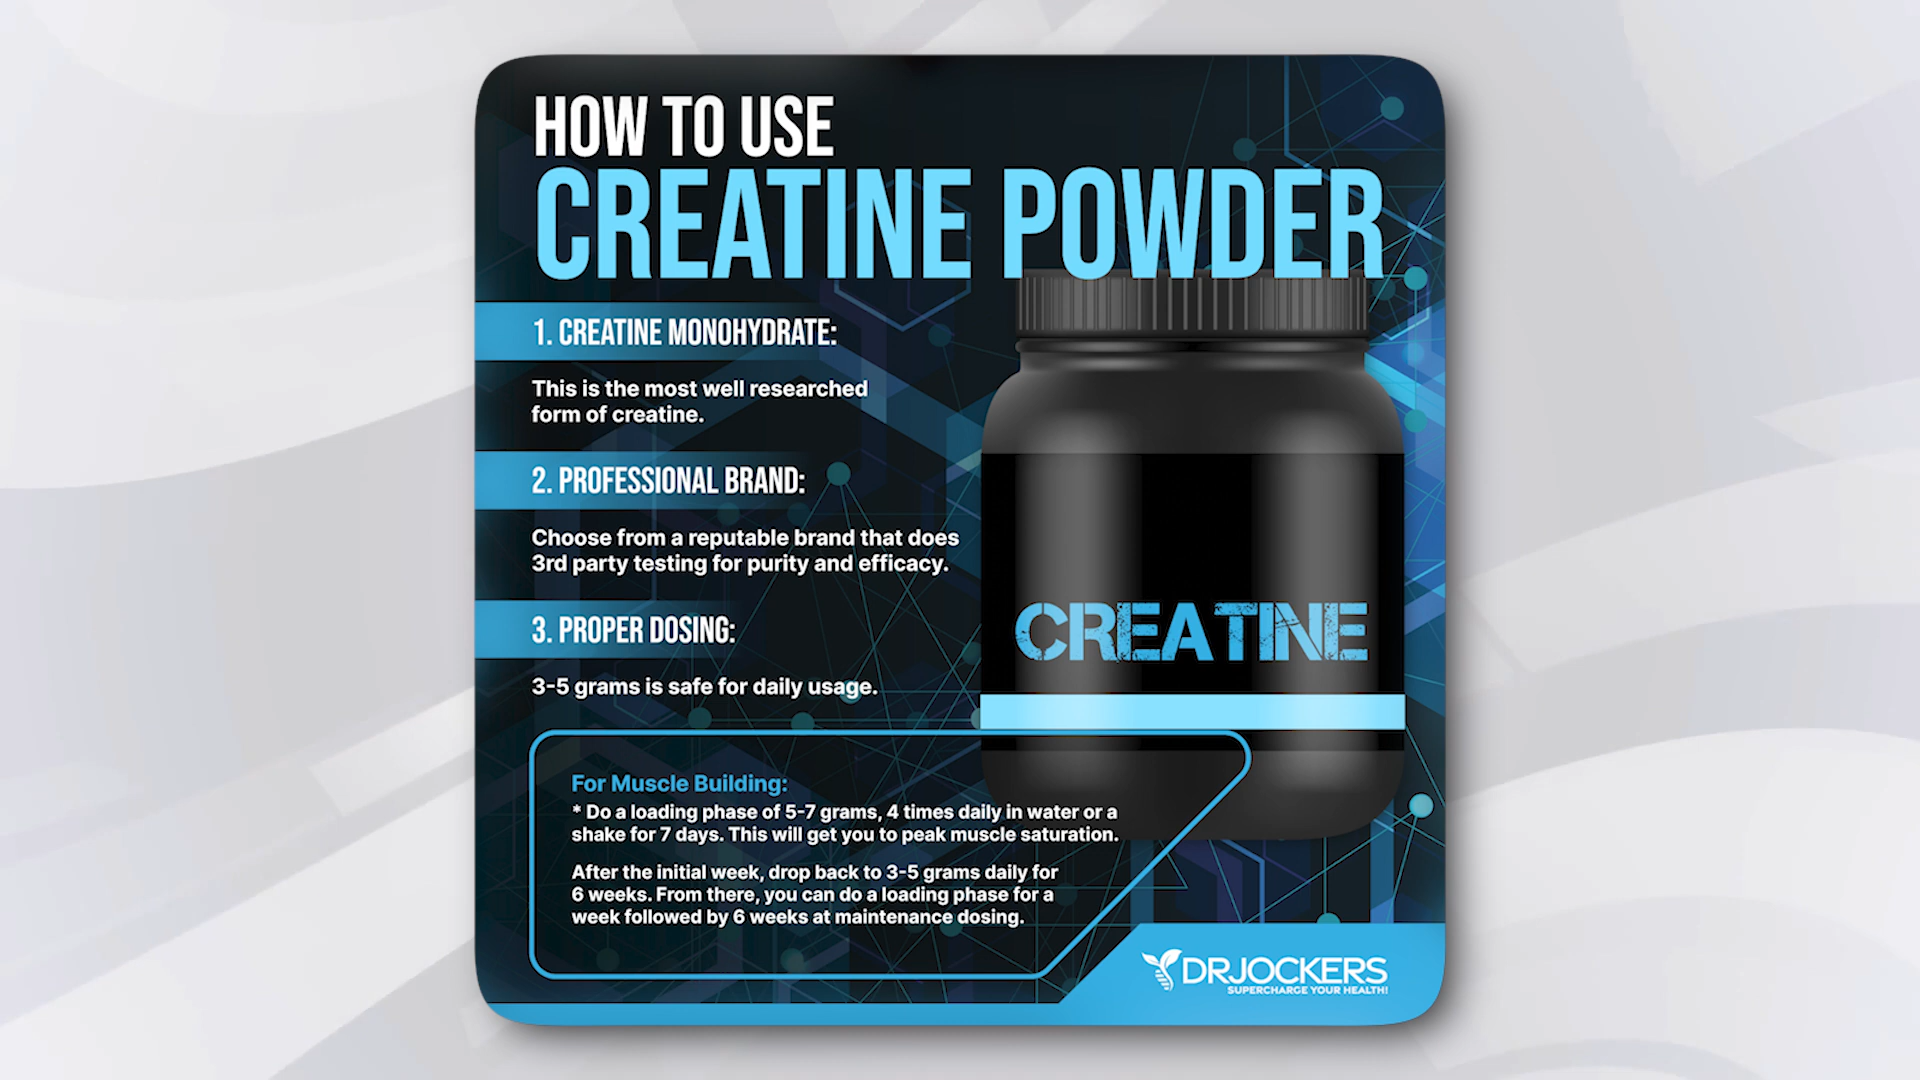 HOW TO USE
CREATINE POWDER
1. CREATINE MONOHYDRATE:
This is the most well researched
form of creatine.
2. PROFESSIONAL BRAND:
Choose from a reputable brand that does
3rd party testing for purity and efficacy.
3. PROPER DOSING:
3-5 grams is safe for daily usage.
CREATINE
For Muscle Building:
* Do a loading phase of 5-7 grams, 4 times daily in water or a
shake for 7 days. This will get you to peak muscle saturation.
After the initial week, drop back to 3-5 grams daily for
6 weeks. From there, you can do a loading phase for a
week followed by 6 weeks at maintenance dosing.
DRJOCKERS
SUPERCHARGE YOUR HEALTH!